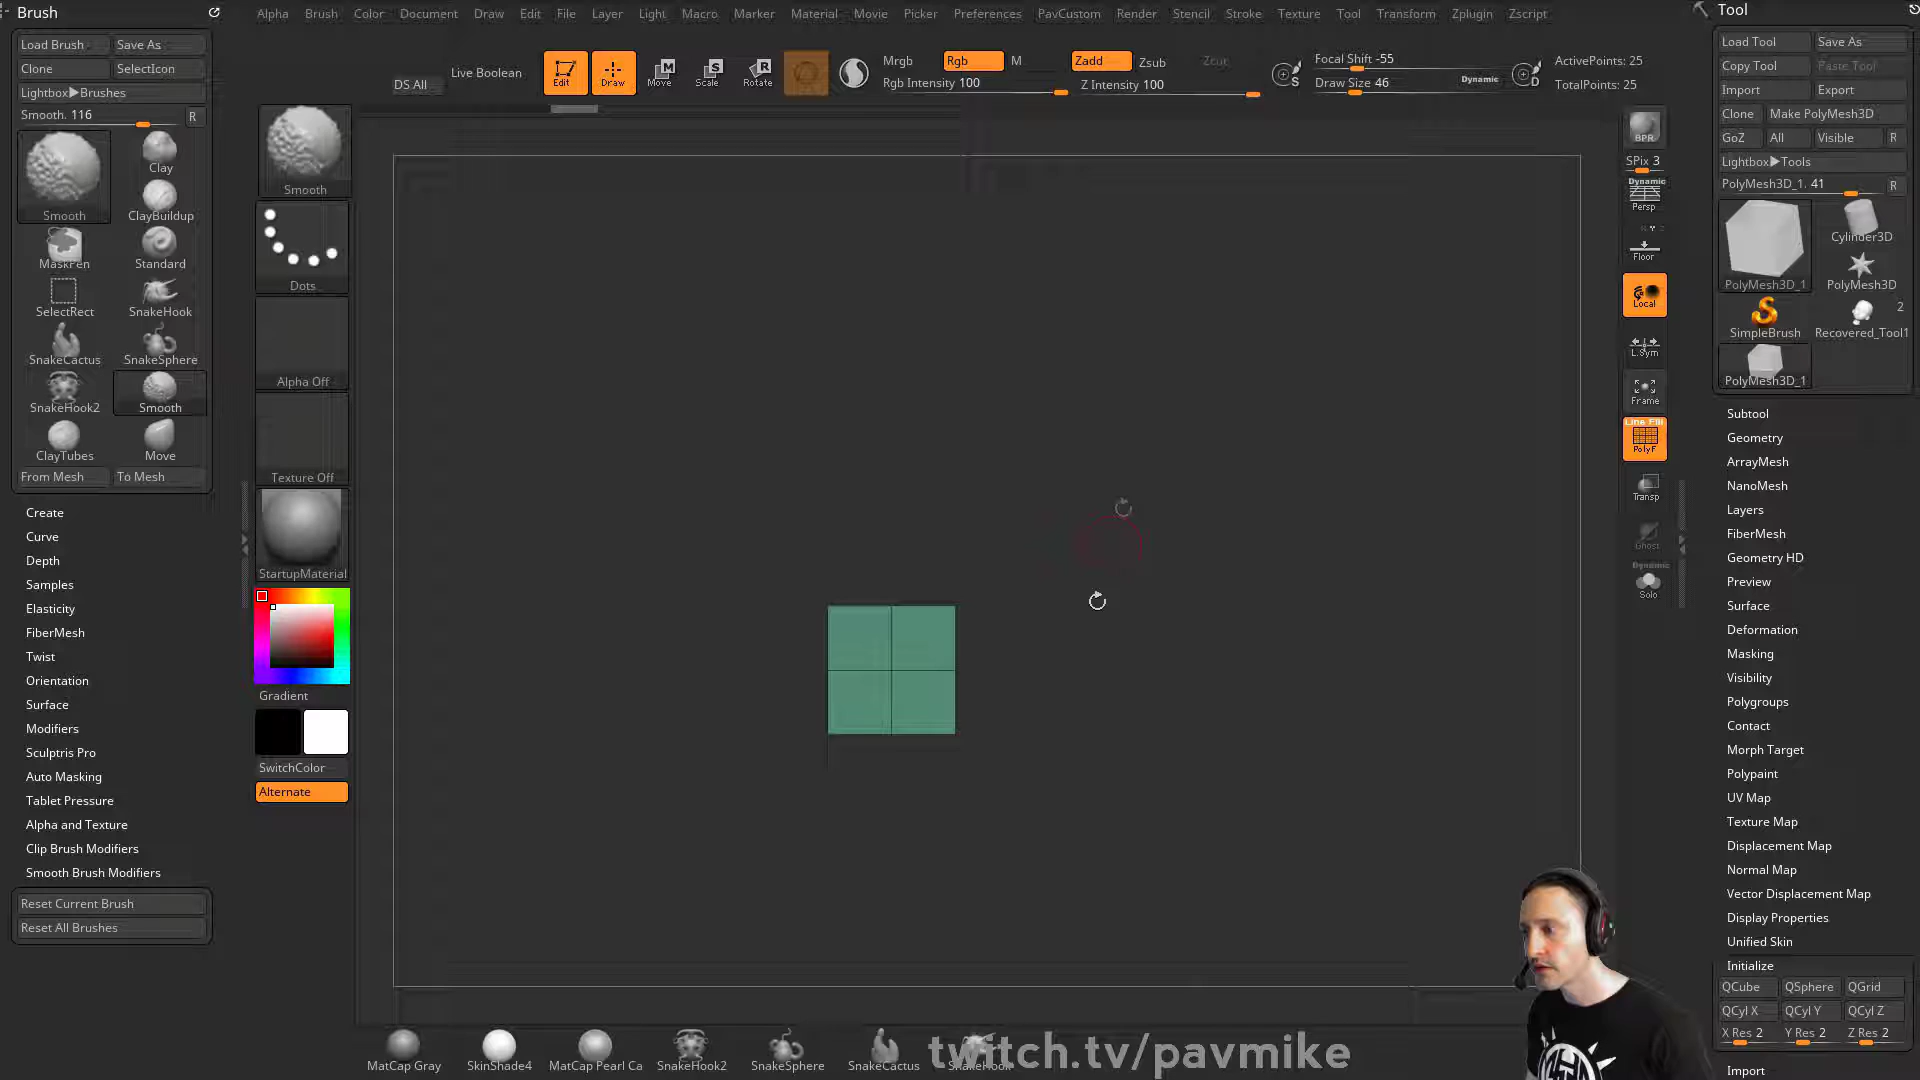 Brush
Alpha Brush Color Document Draw Edit File Layer Light Macro Marker Material Movie Picker Preferences PavCustom Render Stencil Stroke Texture Tool Transform Zplugin Zscript
Tool
Load Brush Save As
Clone SelectIcon
Lightbox▶Brushes
Smooth. 116 R
Smooth
Clay
ClayBuildup
MaskPen Standard
SelectRect SnakeHook
SnakeCactus SnakeSphere
SnakeHook2 Smooth
ClayTubes Move
From Mesh To Mesh
Create
Curve
Depth
Samples
Elasticity
FiberMesh
Twist
Orientation
Surface
Modifiers
Sculptris Pro
Auto Masking
Tablet Pressure
Alpha and Texture
Clip Brush Modifiers
Smooth Brush Modifiers
Reset Current Brush
Reset All Brushes
DS All
Live Boolean
Edit
Draw
Move
Scale
Rotate
Mrgb Rgb M
Rgb Intensity 100
Zadd Zsub Zcut
Z Intensity 100
Focal Shift -55
Draw Size 46 Dynamic
ActivePoints: 25
TotalPoints: 25
Smooth
Dots
Alpha Off
Texture Off
StartupMaterial
Gradient
SwitchColor
Alternate
BPR
SPix 3
Dynamic
Persp
Floor
Local
L.Sym
Frame
Line Fill
PolyF
Transp
Ghost
Dynamic
Solo
Load Tool Save As
Copy Tool Paste Tool
Import Export
Clone Make PolyMesh3D
GoZ All Visible R
Lightbox▶Tools
PolyMesh3D_1. 41 R
PolyMesh3D_1
Cylinder3D
PolyMesh3D
SimpleBrush
2
Recovered_Tool1
PolyMesh3D_1
Subtool
Geometry
ArrayMesh
NanoMesh
Layers
FiberMesh
Geometry HD
Preview
Surface
Deformation
Masking
Visibility
Polygroups
Contact
Morph Target
Polypaint
UV Map
Texture Map
Displacement Map
Normal Map
Vector Displacement Map
Display Properties
Unified Skin
Initialize
QCube QSphere QGrid
QCyl X QCyl Y QCyl Z
X Res 2 Y Res 2 Z Res 2
Import
MatCap Gray SkinShade4 MatCap Pearl Ca SnakeHook2 SnakeSphere SnakeCactus
twitch.tv/pavmike